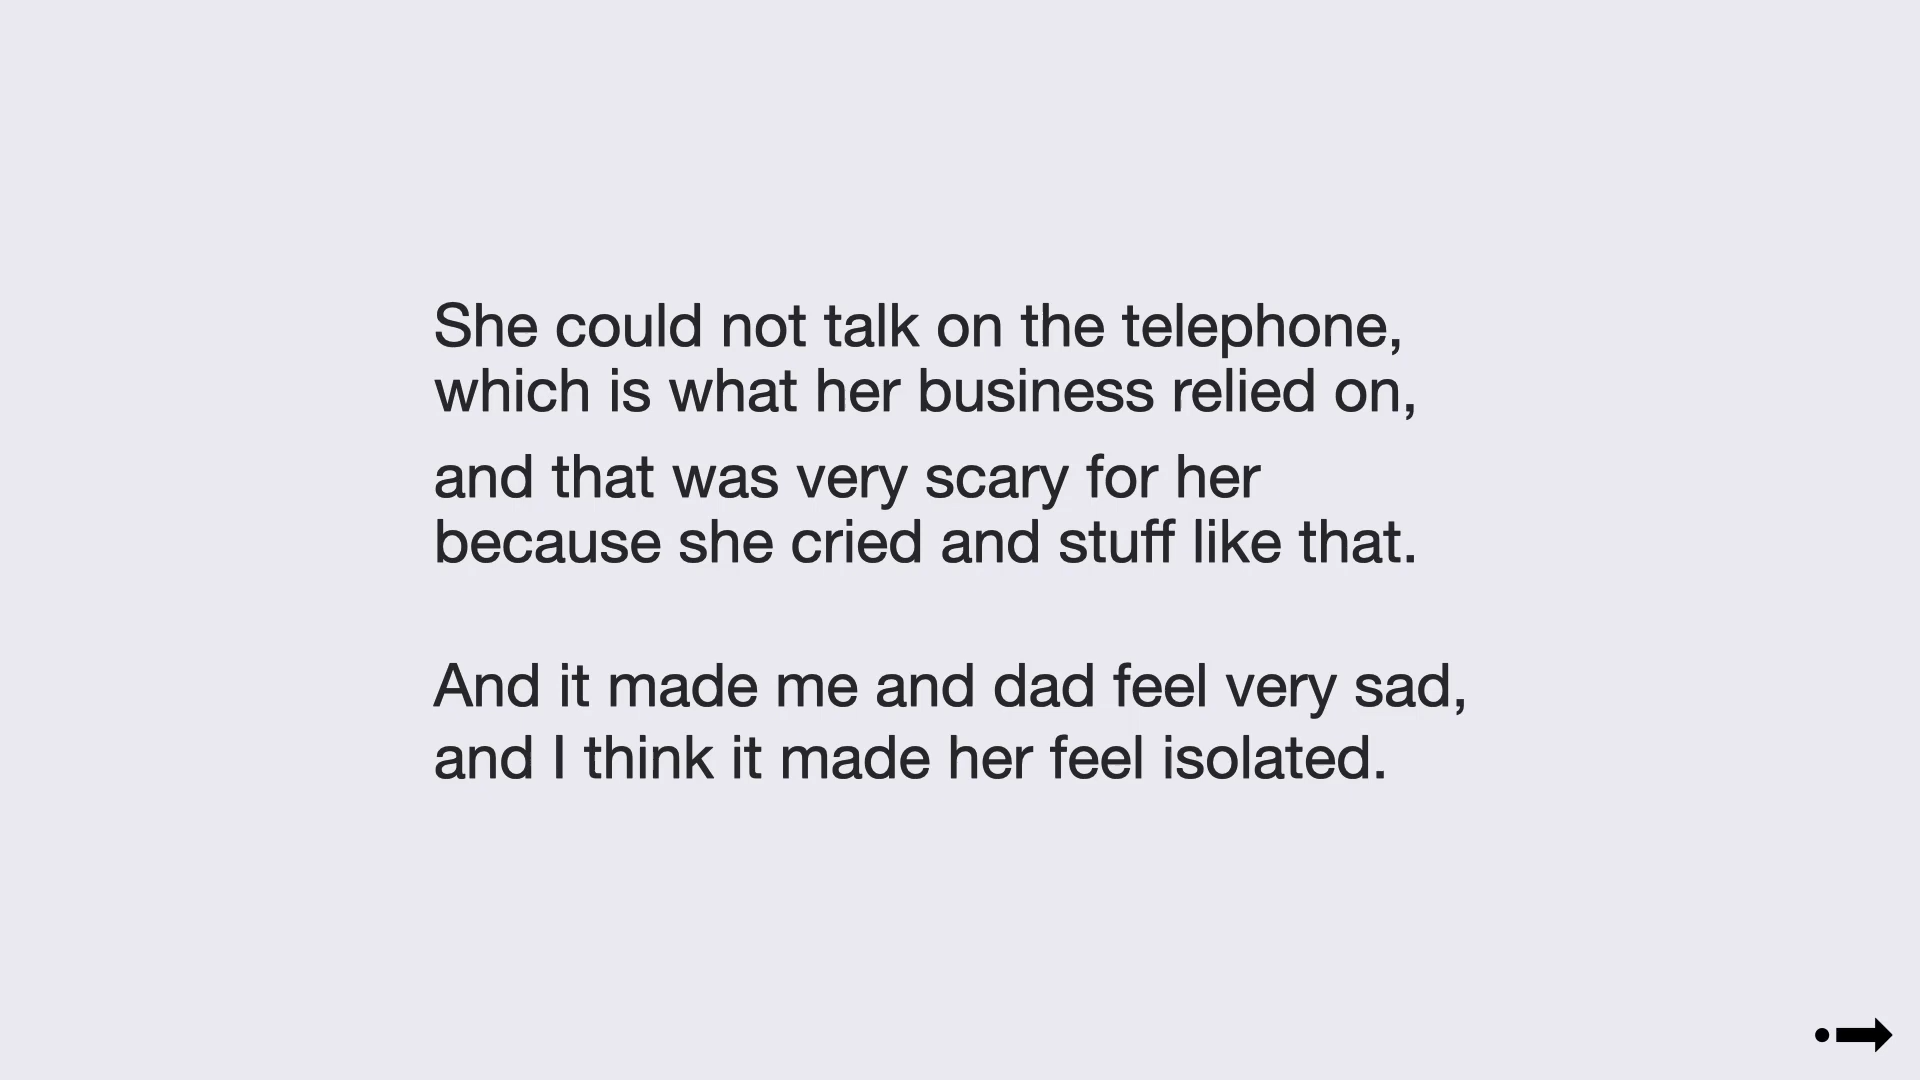 She could not talk on the telephone,
which is what her business relied on,
and that was very scary for her
because she cried and stuff like that.
And it made me and dad feel very sad,
and I think it made her feel isolated.